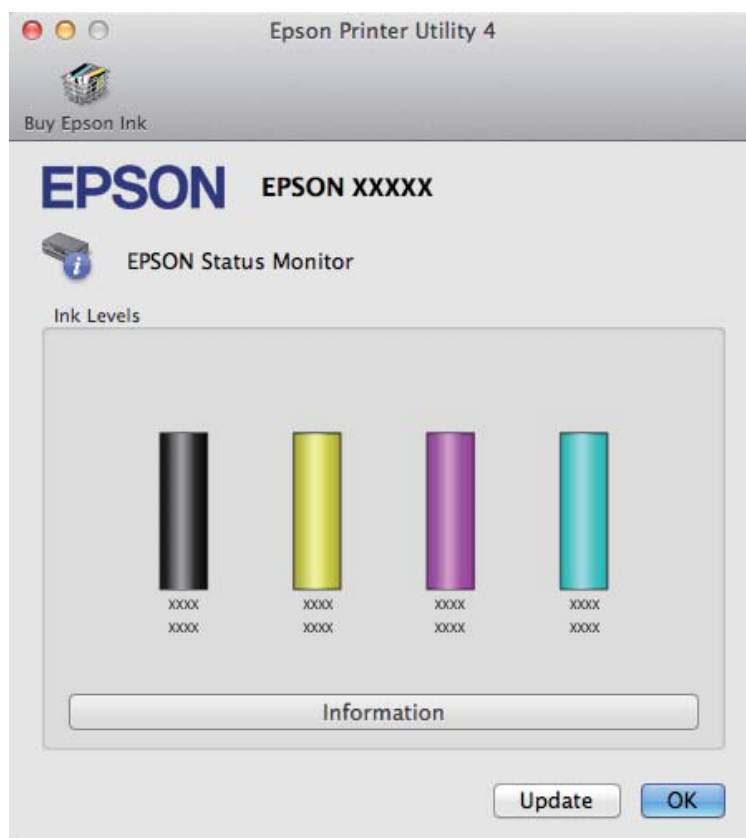 Epson Printer Utility 4
Buy Epson Ink
EPSON EPSON XXXXX
EPSON Status Monitor
Ink Levels
xxxx xxxx xxxx xxxx
xxxx xxxx xxxx xxxx
Information
Update OK